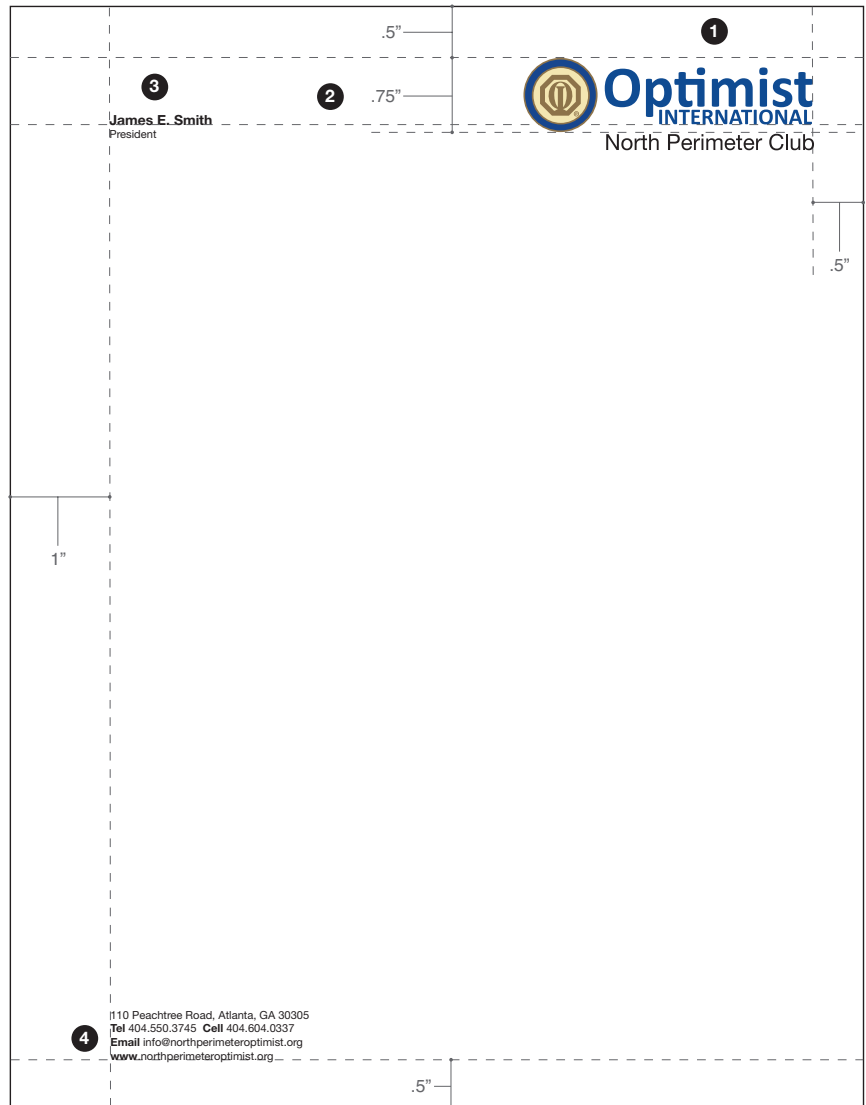 .5”
1
3
2
.75”
Optimist
INTERNATIONAL
®
James E. Smith
President
North Perimeter Club
.5”
1”
110 Peachtree Road, Atlanta, GA 30305
Tel 404.550.3745 Cell 404.604.0337
4
Email info@northperimeteroptimist.org
www.northperimeteroptimist.org
.5”